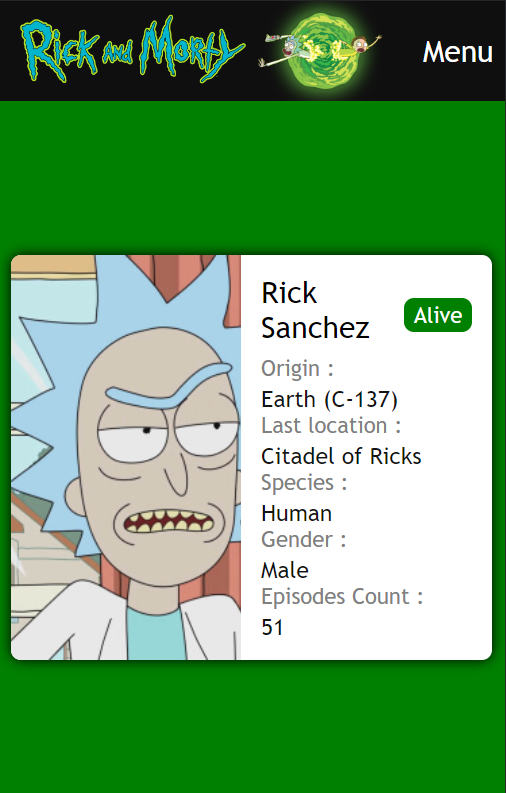 Rick and Morty
Menu
Rick
Sanchez
Alive
Origin :
Earth (C-137)
Last location :
Citadel of Ricks
Species :
Human
Gender :
Male
Episodes Count :
51